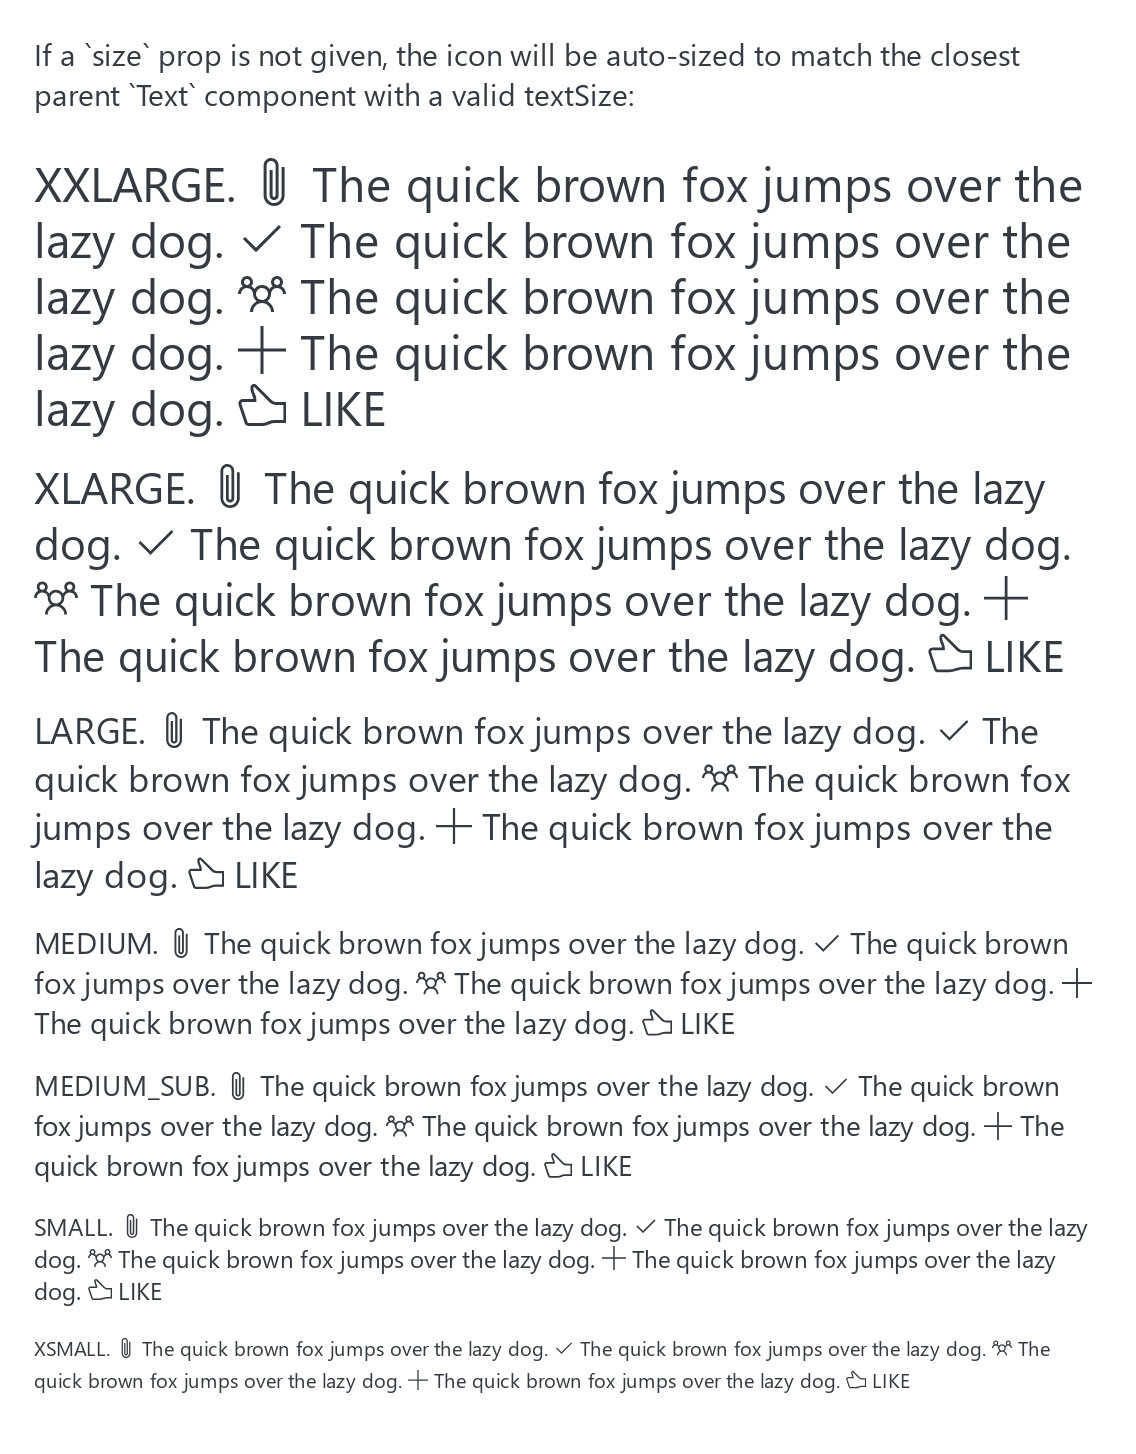 If a `size` prop is not given, the icon will be auto-sized to match the closest
parent `Text` component with a valid textSize:
XXLARGE. The quick brown fox jumps over the
lazy dog. The quick brown fox jumps over the
lazy dog. The quick brown fox jumps over the
lazy dog. The quick brown fox jumps over the
lazy dog. LIKE
XLARGE. The quick brown fox jumps over the lazy
dog. The quick brown fox jumps over the lazy dog.
The quick brown fox jumps over the lazy dog.
The quick brown fox jumps over the lazy dog. LIKE
LARGE. The quick brown fox jumps over the lazy dog. The
quick brown fox jumps over the lazy dog. The quick brown fox
jumps over the lazy dog. The quick brown fox jumps over the
lazy dog. LIKE
MEDIUM. The quick brown fox jumps over the lazy dog. The quick brown
fox jumps over the lazy dog. The quick brown fox jumps over the lazy dog.
The quick brown fox jumps over the lazy dog. LIKE
MEDIUM_SUB. The quick brown fox jumps over the lazy dog. The quick brown
fox jumps over the lazy dog. The quick brown fox jumps over the lazy dog. The
quick brown fox jumps over the lazy dog. LIKE
SMALL. The quick brown fox jumps over the lazy dog. The quick brown fox jumps over the lazy
dog. The quick brown fox jumps over the lazy dog. The quick brown fox jumps over the lazy
dog. LIKE
XSMALL. The quick brown fox jumps over the lazy dog. The quick brown fox jumps over the lazy dog. The
quick brown fox jumps over the lazy dog. The quick brown fox jumps over the lazy dog. LIKE